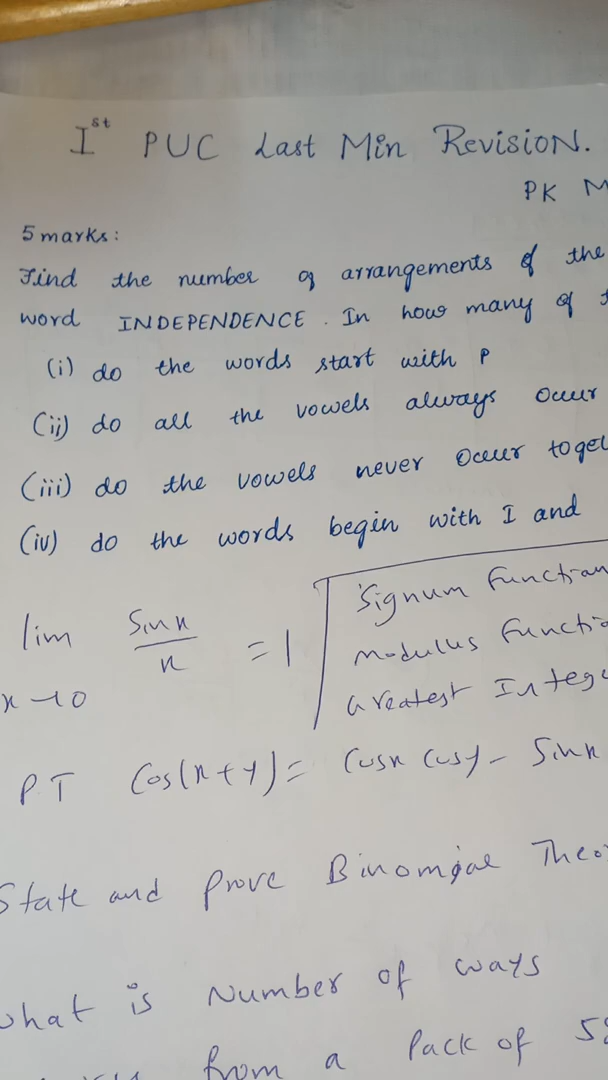 Ist PUC Last Min Revision.
PK M
5 marks:
Find the number of arrangements of the
word INDEPENDENCE. In how many of
(i) do the words start with P
(ii) do all the vowels always occur
(iii) do the vowels never occur
(iv) do the words begin with I and
Signum Function
lim sin x / x = 1
x→0
modulus Functio
Greatest Intege
PT Cos(x+y) = Cosx Cosy - Sinx
State and prove Binomial Theo
what is Number of ways
from a Pack of 5